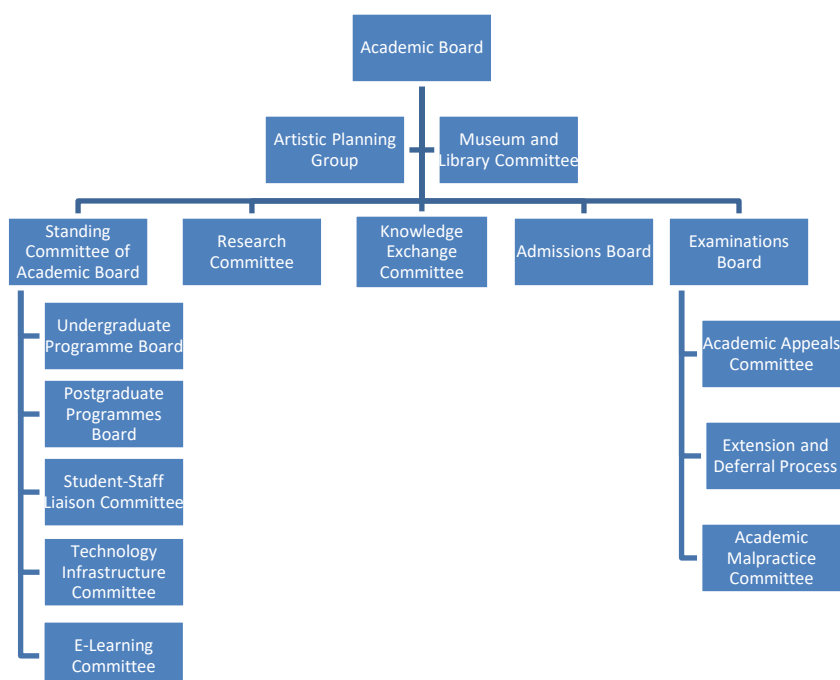 Academic Board
Artistic Planning
Group
Museum and
Library Committee
Standing
Committee of
Academic Board
Research
Committee
Knowledge
Exchange
Committee
Admissions Board
Examinations
Board
Undergraduate
Programme Board
Postgraduate
Programmes
Board
Student-Staff
Liaison Committee
Technology
Infrastructure
Committee
E-Learning
Committee
Academic Appeals
Committee
Extension and
Deferral Process
Academic
Malpractice
Committee